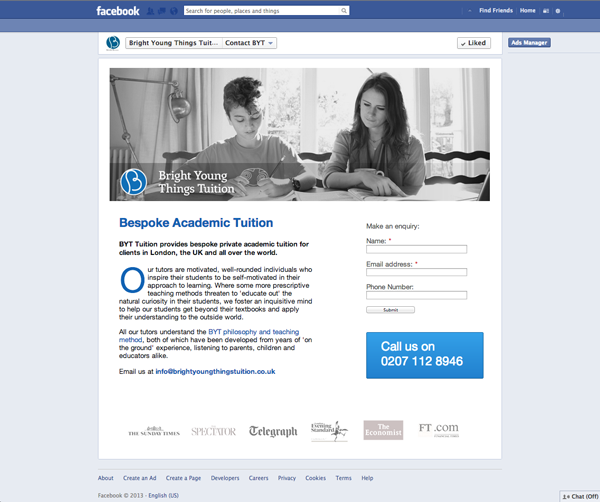 facebook
Search for people, places and things
Find Friends
Home
Bright Young Things Tuit...
Contact BYT
Liked
Ads Manager
Bright Young
Things Tuition
Bespoke Academic Tuition
BYT Tuition provides bespoke private academic tuition for
clients in London, the UK and all over the world.
Our tutors are motivated, well-rounded individuals who
inspire their students to be self-motivated in their
approach to learning. Where some more prescriptive
teaching methods threaten to 'educate out' the
natural curiosity in their students, we foster an inquisitive mind
to help our students get beyond their textbooks and apply
their understanding to the outside world.
All our tutors understand the BYT philosophy and teaching
method, both of which have been developed from years of 'on
the ground' experience, listening to parents, children and
educators alike.
Email us at info@brightyoungthingstuition.co.uk
Make an enquiry:
Name: *
Email address: *
Phone Number:
Submit
Call us on
0207 112 8946
THE SUNDAY TIMES
THE SPECTATOR
The Telegraph
Evening Standard
The Economist
FT.com
About
Create an Ad
Create a Page
Developers
Careers
Privacy
Cookies
Terms
Help
Facebook © 2013 · English (US)
Chat (Off)